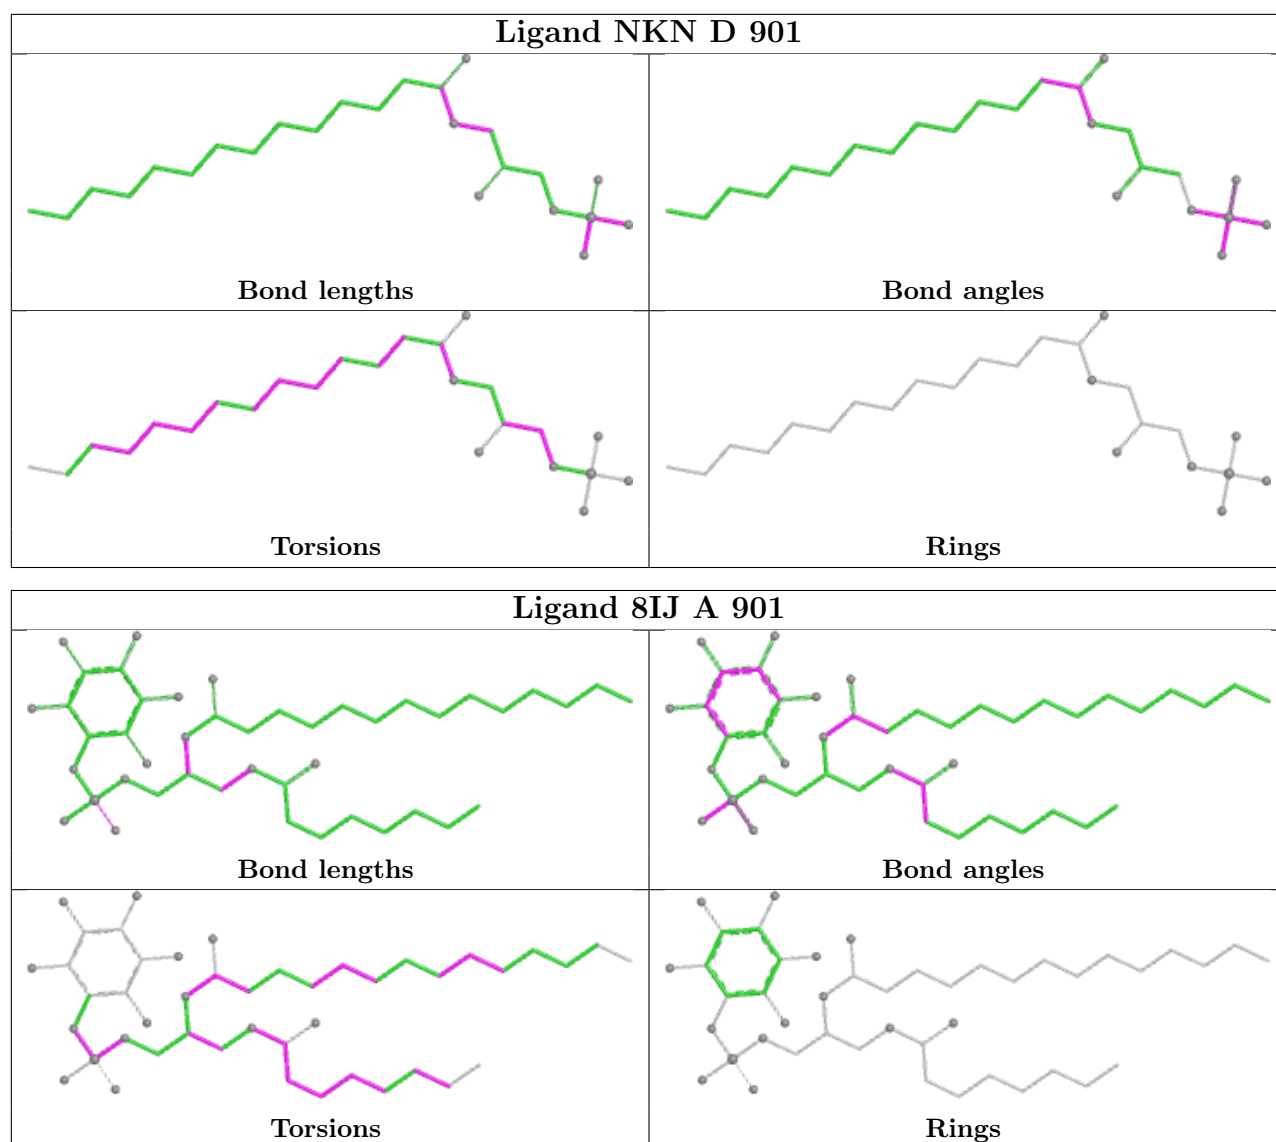 Ligand NKN D 901
Bond lengths
Bond angles
Torsions
Rings
Ligand 8IJ A 901
Bond lengths
Bond angles
Torsions
Rings